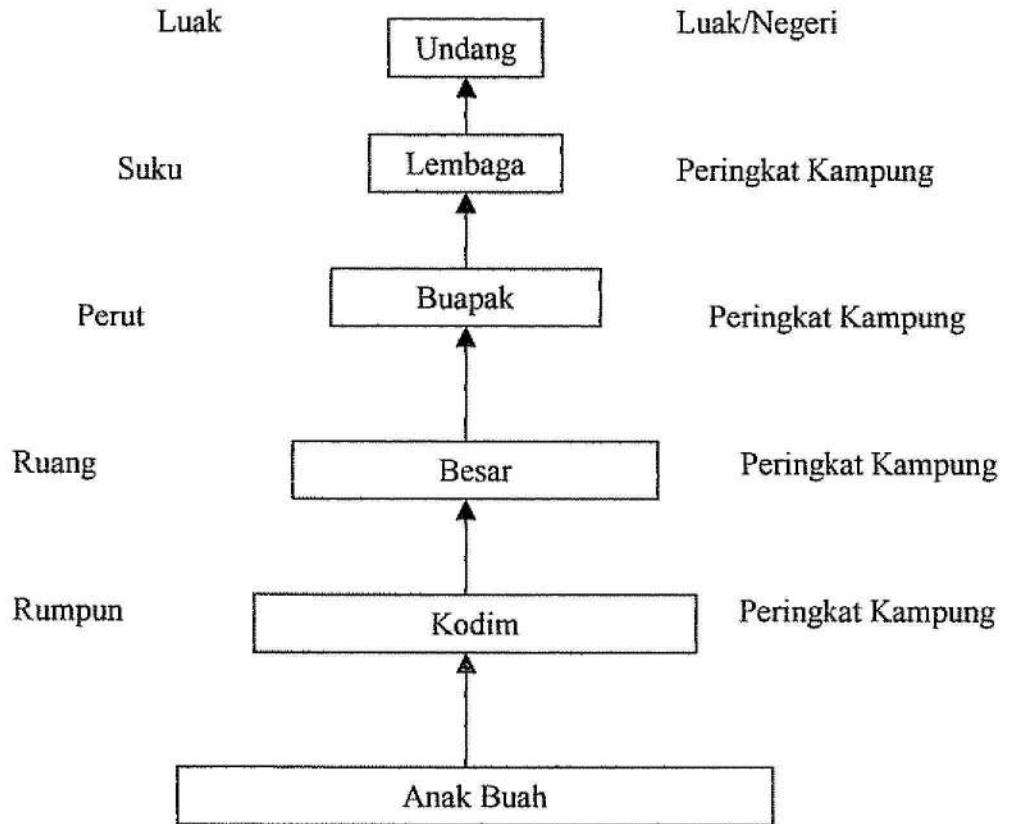 Luak
Undang
Luak/Negeri
Suku
Lembaga
Peringkat Kampung
Perut
Buapak
Peringkat Kampung
Ruang
Besar
Peringkat Kampung
Rumpun
Kodim
Peringkat Kampung
Anak Buah